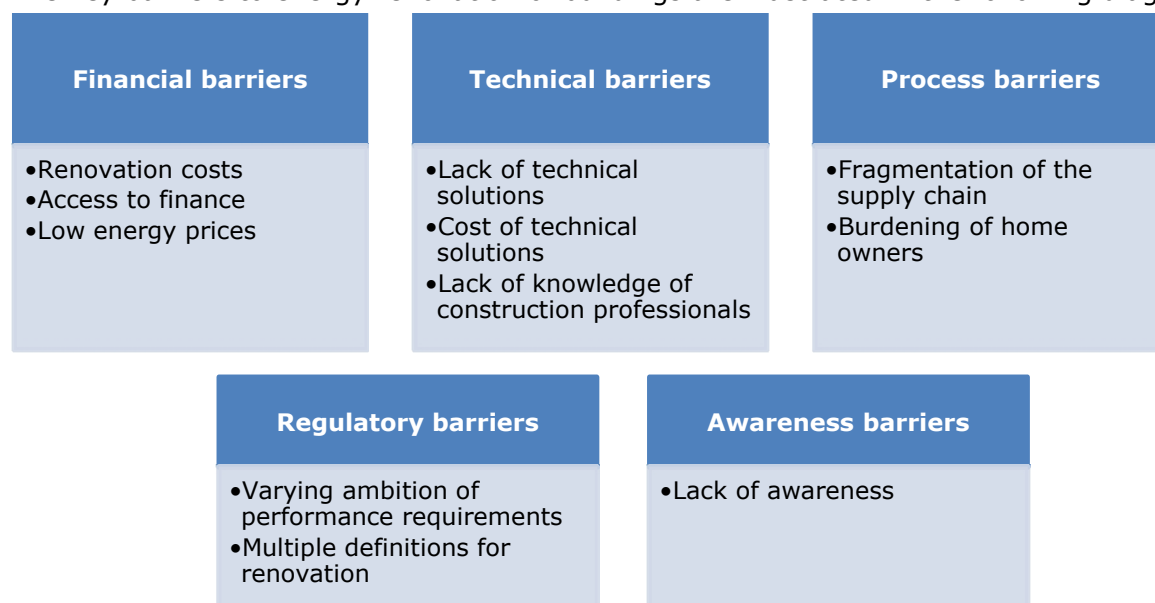 Financial barriers
•Renovation costs
•Access to finance
•Low energy prices
Technical barriers
•Lack of technical
solutions
•Cost of technical
solutions
•Lack of knowledge of
construction professionals
Process barriers
•Fragmentation of the
supply chain
•Burdening of home
owners
Regulatory barriers
•Varying ambition of
performance requirements
•Multiple definitions for
renovation
Awareness barriers
•Lack of awareness